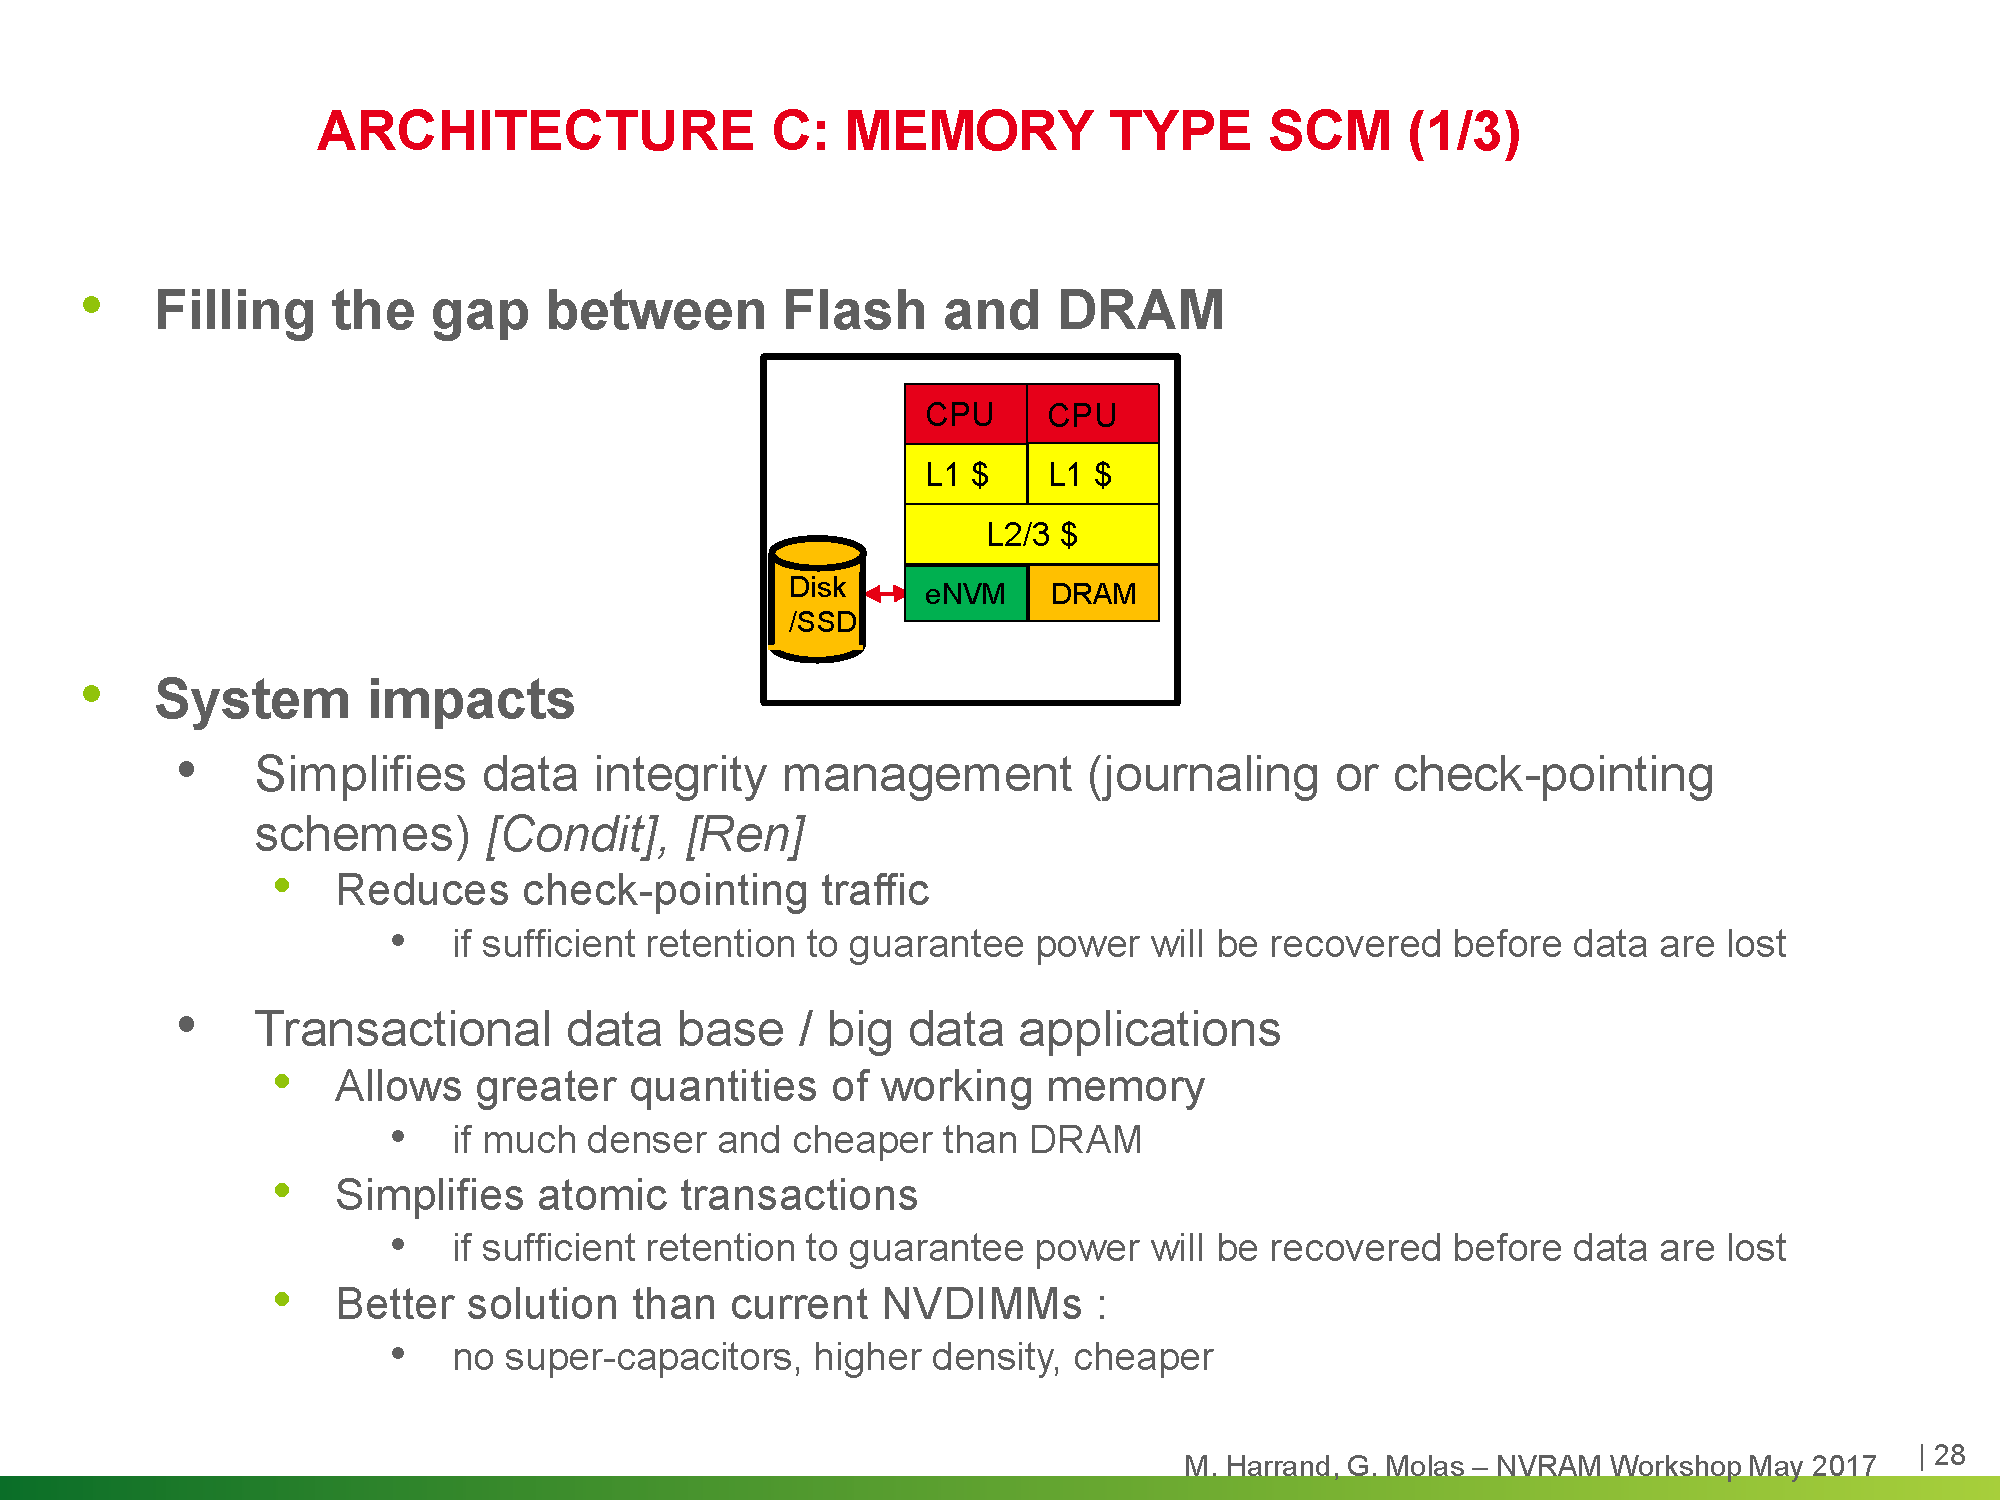 ARCHITECTURE C: MEMORY TYPE SCM (1/3)
• Filling the gap between Flash and DRAM
CPU CPU
L1 $ L1 $
L2/3 $
Disk
/SSD
eNVM DRAM
• System impacts
• Simplifies data integrity management (journaling or check-pointing
schemes) [Condit], [Ren]
• Reduces check-pointing traffic
• if sufficient retention to guarantee power will be recovered before data are lost
• Transactional data base / big data applications
• Allows greater quantities of working memory
• if much denser and cheaper than DRAM
• Simplifies atomic transactions
• if sufficient retention to guarantee power will be recovered before data are lost
• Better solution than current NVDIMMs :
• no super-capacitors, higher density, cheaper
M. Harrand, G. Molas – NVRAM Workshop May 2017
| 28